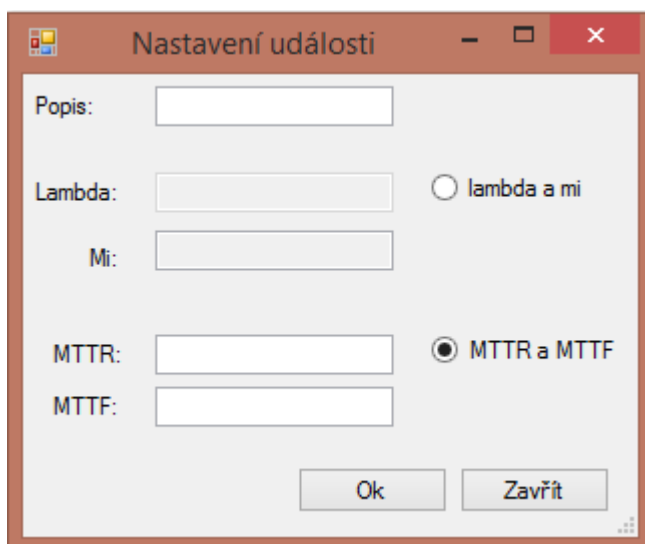 Nastavení události
Popis:
Lambda:
lambda a mi
Mi:
MTTR:
MTTR a MTTF
MTTF:
Ok
Zavřít